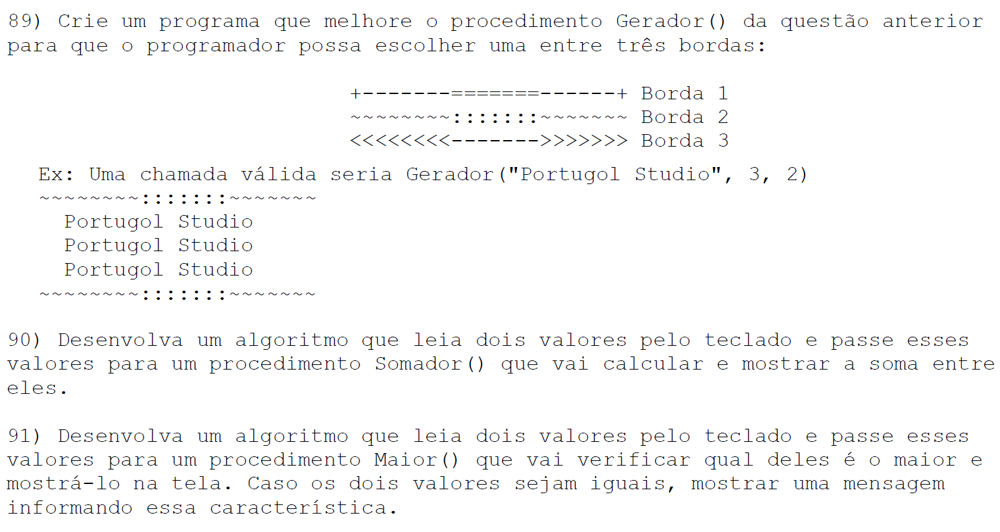 89) Crie um programa que melhore o procedimento Gerador() da questão anterior
para que o programador possa escolher uma entre três bordas:
+-------=======------+ Borda 1
~~~~~~~~:::::::~~~~~~~ Borda 2
<<<<<<<<------->>>>>>> Borda 3
Ex: Uma chamada válida seria Gerador("Portugol Studio", 3, 2)
~~~~~~~~:::::::~~~~~~~
Portugol Studio
Portugol Studio
Portugol Studio
~~~~~~~~:::::::~~~~~~~
90) Desenvolva um algoritmo que leia dois valores pelo teclado e passe esses
valores para um procedimento Somador() que vai calcular e mostrar a soma entre
eles.
91) Desenvolva um algoritmo que leia dois valores pelo teclado e passe esses
valores para um procedimento Maior() que vai verificar qual deles é o maior e
mostrá-lo na tela. Caso os dois valores sejam iguais, mostrar uma mensagem
informando essa característica.